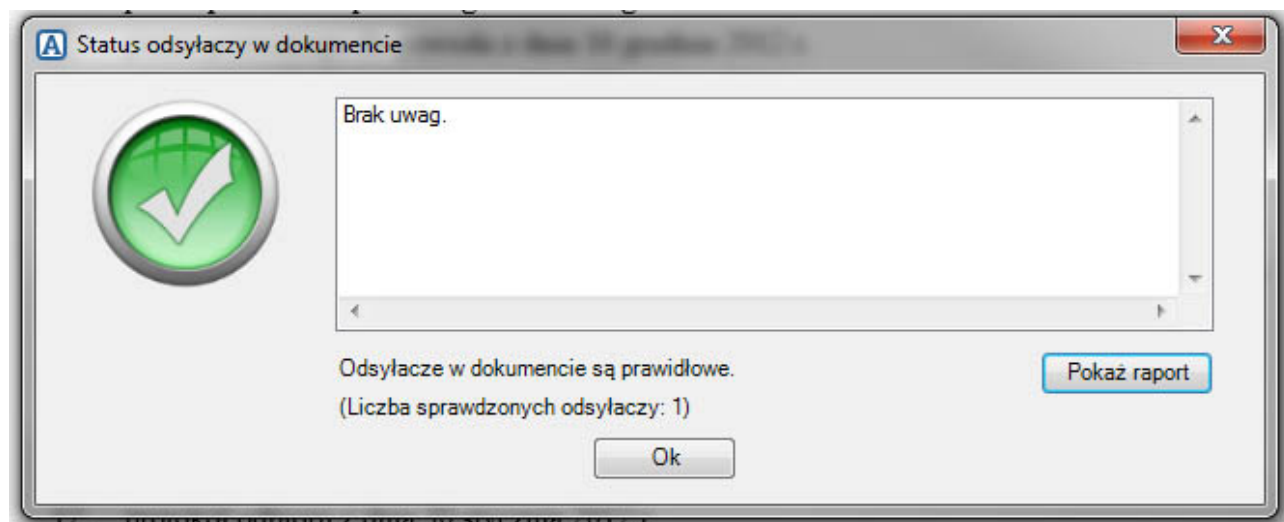 Status odsyłaczy w dokumencie
Brak uwag.
Odsyłacze w dokumencie są prawidłowe.
Pokaż raport
(Liczba sprawdzonych odsyłaczy: 1)
Ok